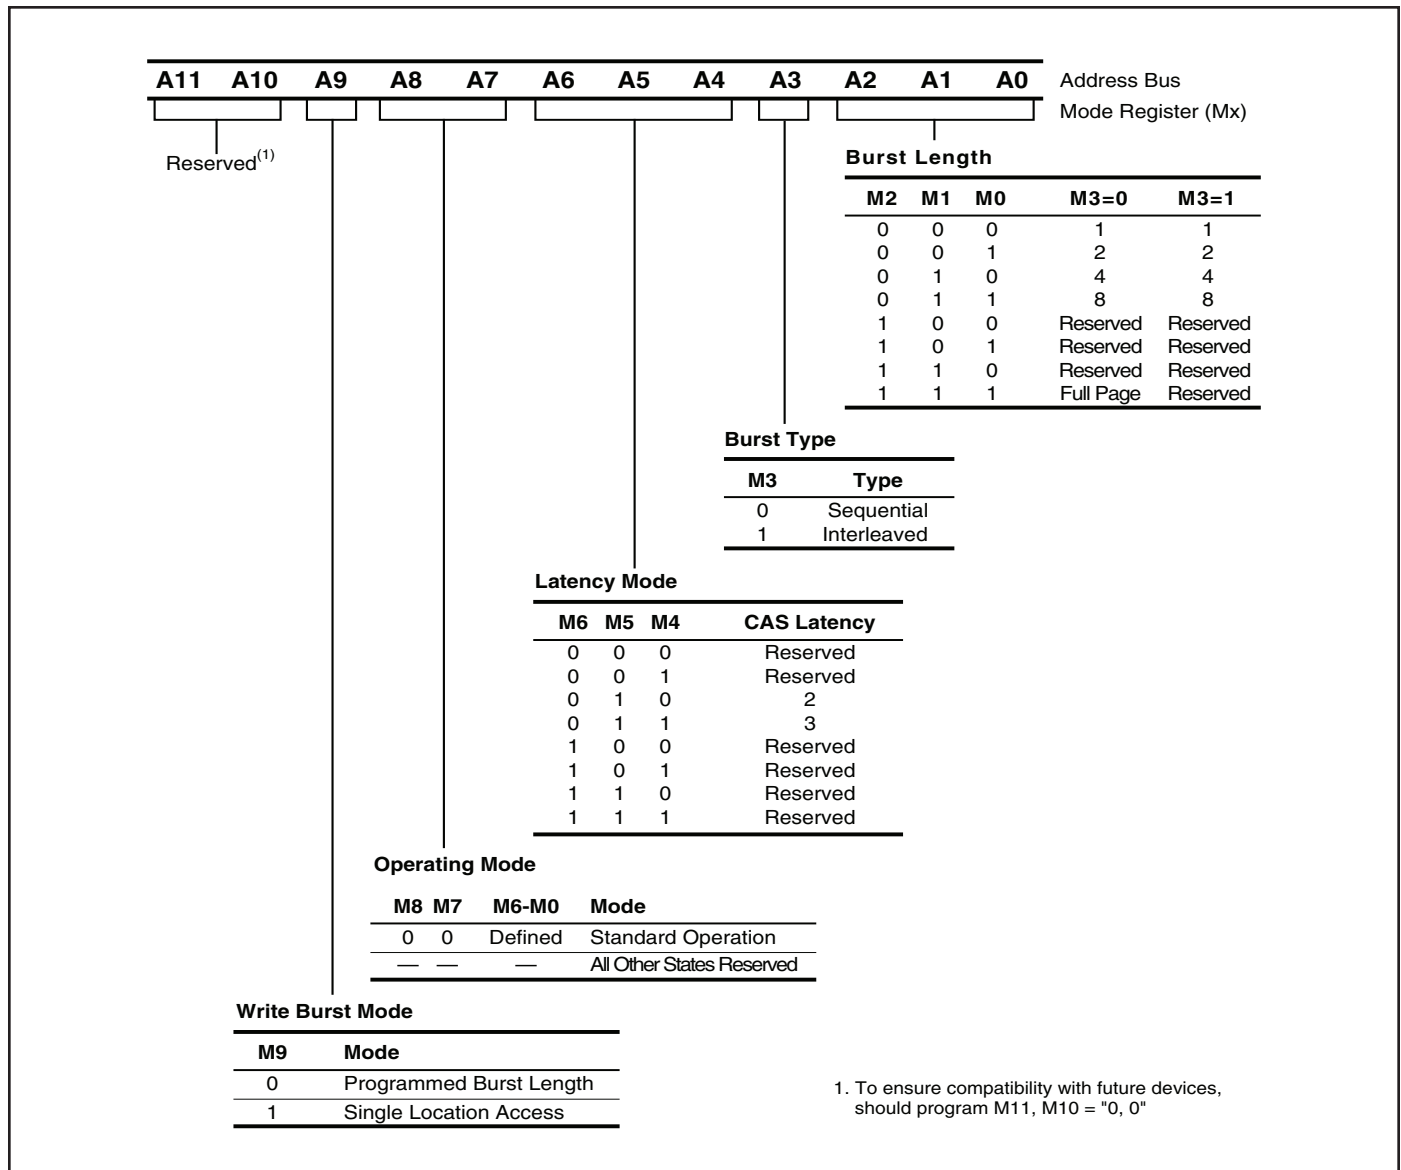 A11 A10 A9 A8 A7 A6 A5 A4 A3 A2 A1 A0 Address Bus
Mode Register (Mx)
Reserved(1)
Burst Length
M2 M1 M0 M3=0 M3=1
0 0 0 1 1
0 0 1 2 2
0 1 0 4 4
0 1 1 8 8
1 0 0 Reserved Reserved
1 0 1 Reserved Reserved
1 1 0 Reserved Reserved
1 1 1 Full Page Reserved
Burst Type
M3 Type
0 Sequential
1 Interleaved
Latency Mode
M6 M5 M4 CAS Latency
0 0 0 Reserved
0 0 1 Reserved
0 1 0 2
0 1 1 3
1 0 0 Reserved
1 0 1 Reserved
1 1 0 Reserved
1 1 1 Reserved
Operating Mode
M8 M7 M6-M0 Mode
0 0 Defined Standard Operation
— — — All Other States Reserved
Write Burst Mode
M9 Mode
0 Programmed Burst Length
1 Single Location Access
1. To ensure compatibility with future devices,
should program M11, M10 = "0, 0"